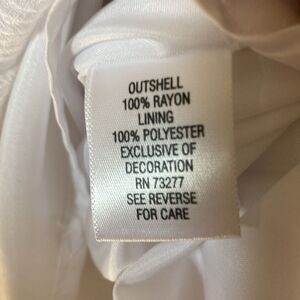 OUTSHELL
100% RAYON
LINING
100% POLYESTER
EXCLUSIVE OF
DECORATION
RN 73277
SEE REVERSE
FOR CARE